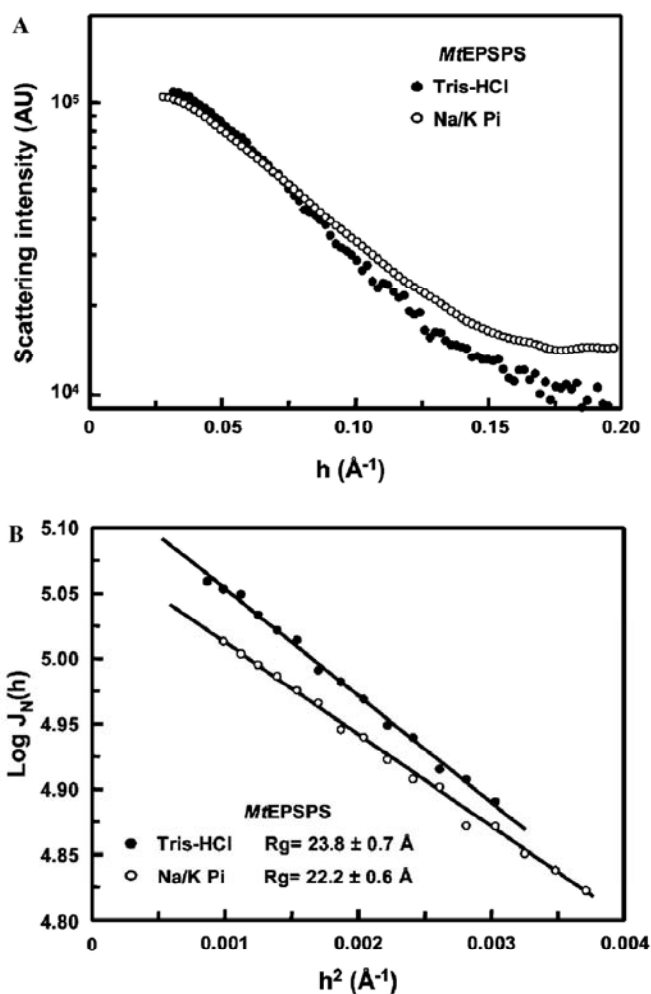 A
MtEPSPS
Tris-HCl
Na/K Pi
Scattering intensity (AU)
10⁵
10⁴
0 0.05 0.10 0.15 0.20
h (Å⁻¹)
B
5.10
5.05
5.00
4.95
4.90
4.85
4.80
Log J_N(h)
MtEPSPS
Tris-HCl Rg= 23.8 ± 0.7 Å
Na/K Pi Rg= 22.2 ± 0.6 Å
0 0.001 0.002 0.003 0.004
h² (Å⁻¹)